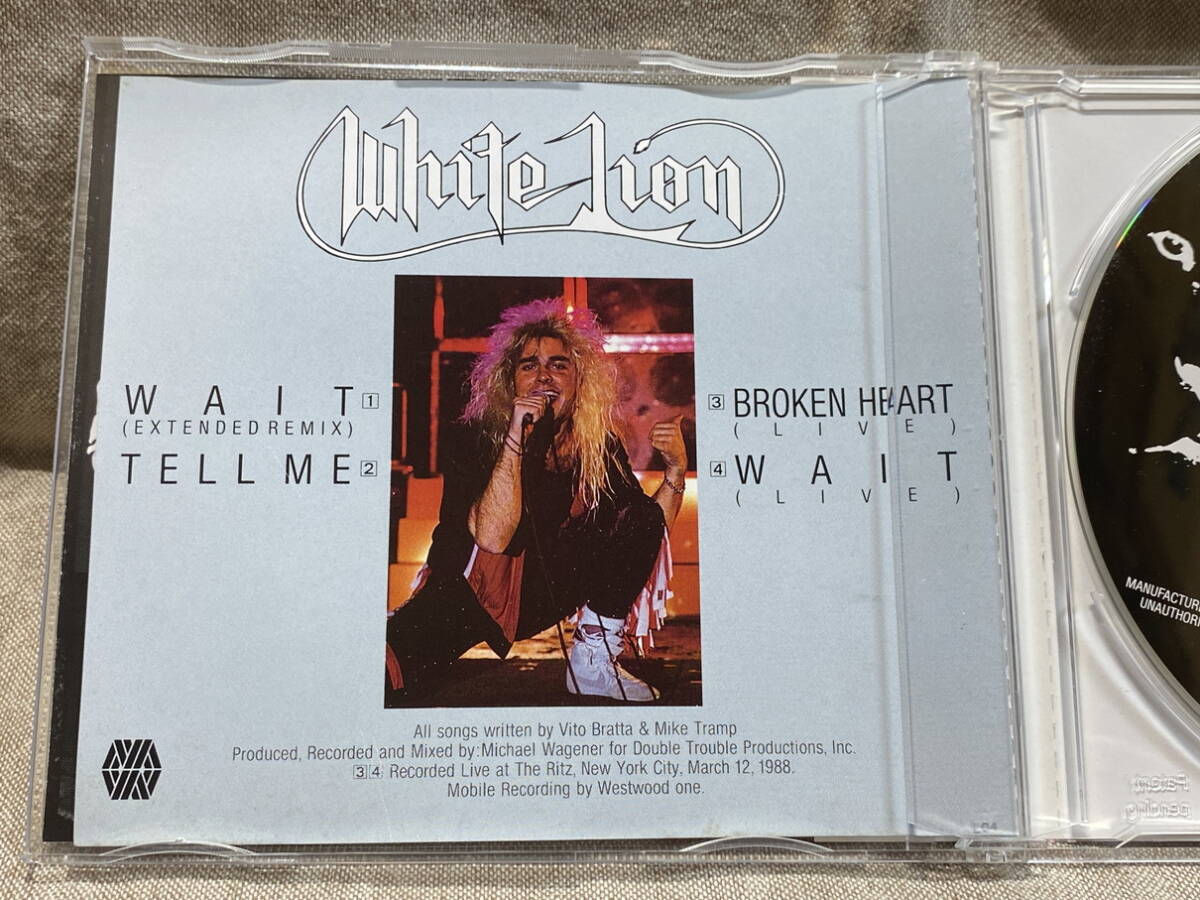 White Lion
WAIT 1
(EXTENDED REMIX)
TELL ME 2
3 BROKEN HEART
(LIVE)
4 WAIT
(LIVE)
All songs written by Vito Bratta & Mike Tramp
Produced, Recorded and Mixed by: Michael Wagener for Double Trouble Productions, Inc.
3 4 Recorded Live at The Ritz, New York City, March 12, 1988.
Mobile Recording by Westwood one.
MANUFACTUR
UNAUTHORI
Patent
pending